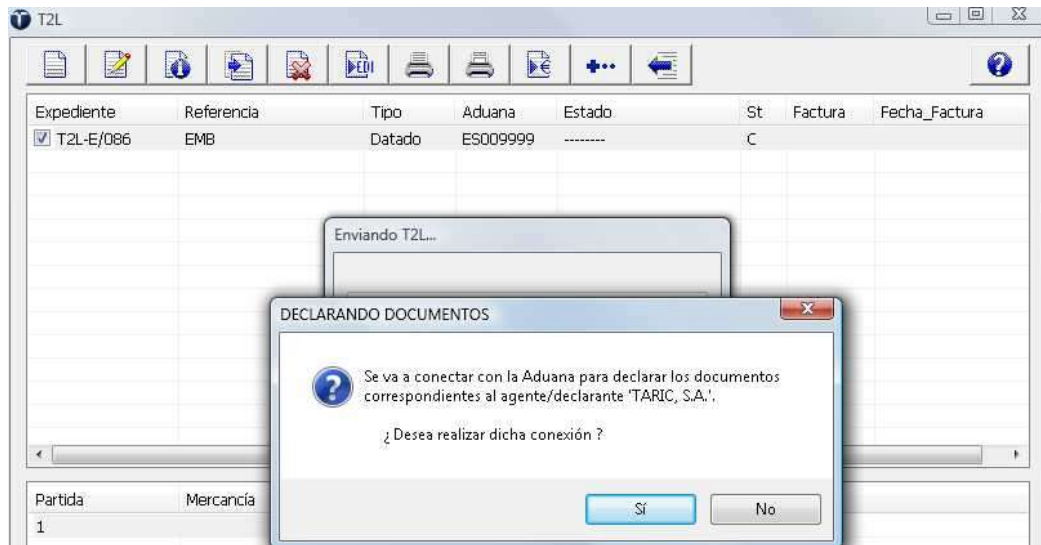 T2L
EDI
Expediente Referencia Tipo Aduana Estado St Factura Fecha_Factura
T2L-E/086 EMB Datado ES009999 -------- C
Enviando T2L...
DECLARANDO DOCUMENTOS
Se va a conectar con la Aduana para declarar los documentos
correspondientes al agente/declarante 'TARIC, S.A.'.
¿ Desea realizar dicha conexión ?
Sí No
Partida Mercancía
1